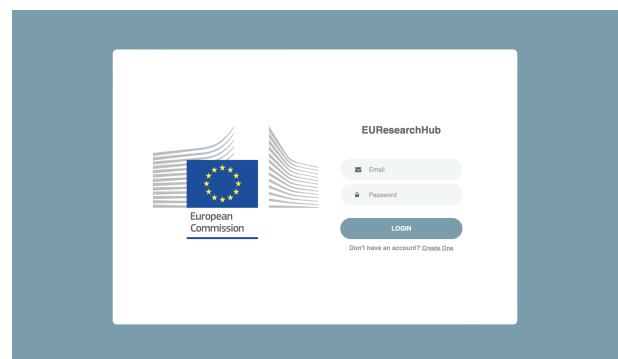 EUResearchHub
Email
Password
European
Commission
LOGIN
Don't have an account? Create One